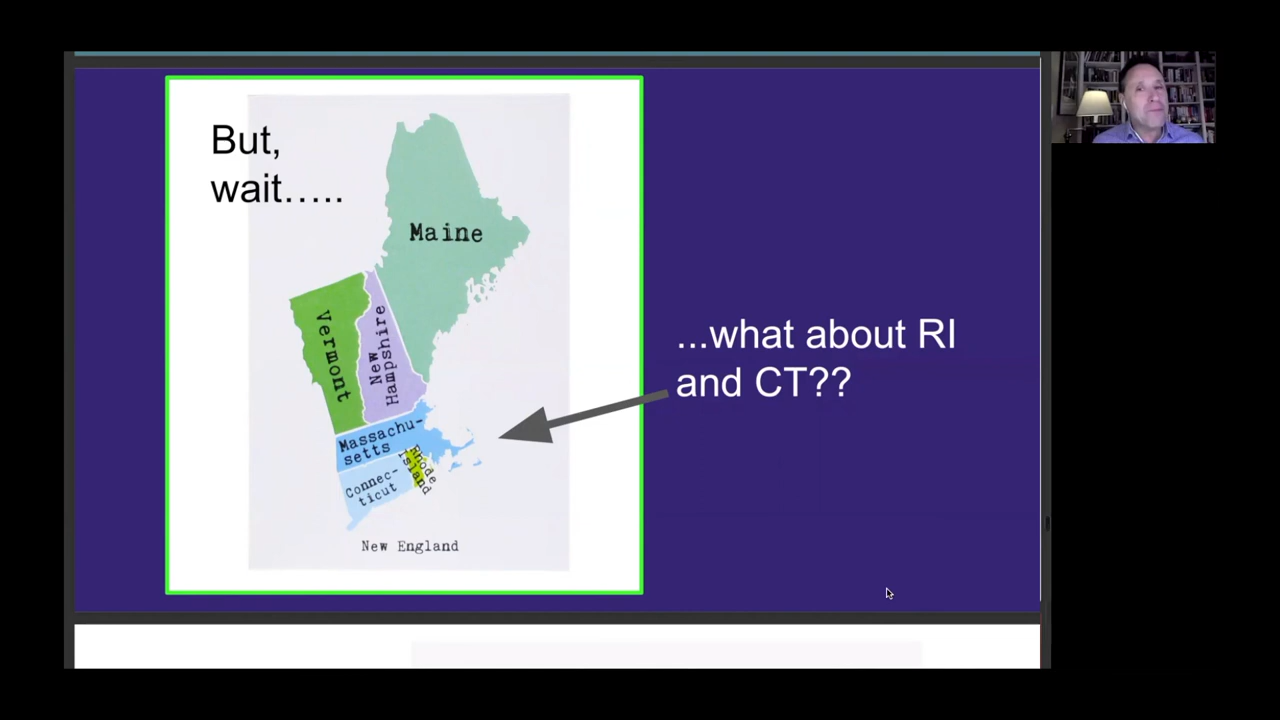 But,
wait…..
Maine
Vermont
New
Hampshire
Massachu-
setts
Rhode
Island
Connec-
ticut
New England
...what about RI
and CT??